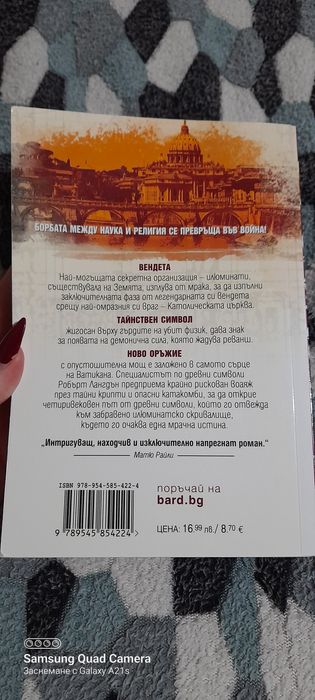 БОРБАТА МЕЖДУ НАУКА И РЕЛИГИЯ СЕ ПРЕВРЪЩА ВЪВ ВОЙНА!
ВЕНДЕТА
Най-могъщата секретна организация – илюминати,
съществувала на Земята, изплува от мрака, за да изпълни
заключителната фаза от легендарната си вендета
срещу най-омразния си враг – Католическата църква.
ТАЙНСТВЕН СИМВОЛ
жигосан върху гърдите на убит физик, дава знак
за появата на демонична сила, която жадува реванш.
НОВО ОРЪЖИЕ
с опустошителна мощ е заложено в самото сърце
на Ватикана. Специалистът по древни символи
Робърт Лангдън предприема крайно рискован вояж
през тайни крипти и опасни катакомби, за да открие
четиривековен път от древни символи, който го отвежда
към забравено илюминатско скривалище,
където го очаква една мрачна истина.
„Интригуващ, находчив и изключително напрегнат роман.“
Матю Райли
ISBN 978-954-585-422-4
9 789545 854224
поръчай на
bard.bg
ЦЕНА: 16.99 лв./ 8.70 €
Samsung Quad Camera
Заснемане с Galaxy A21s